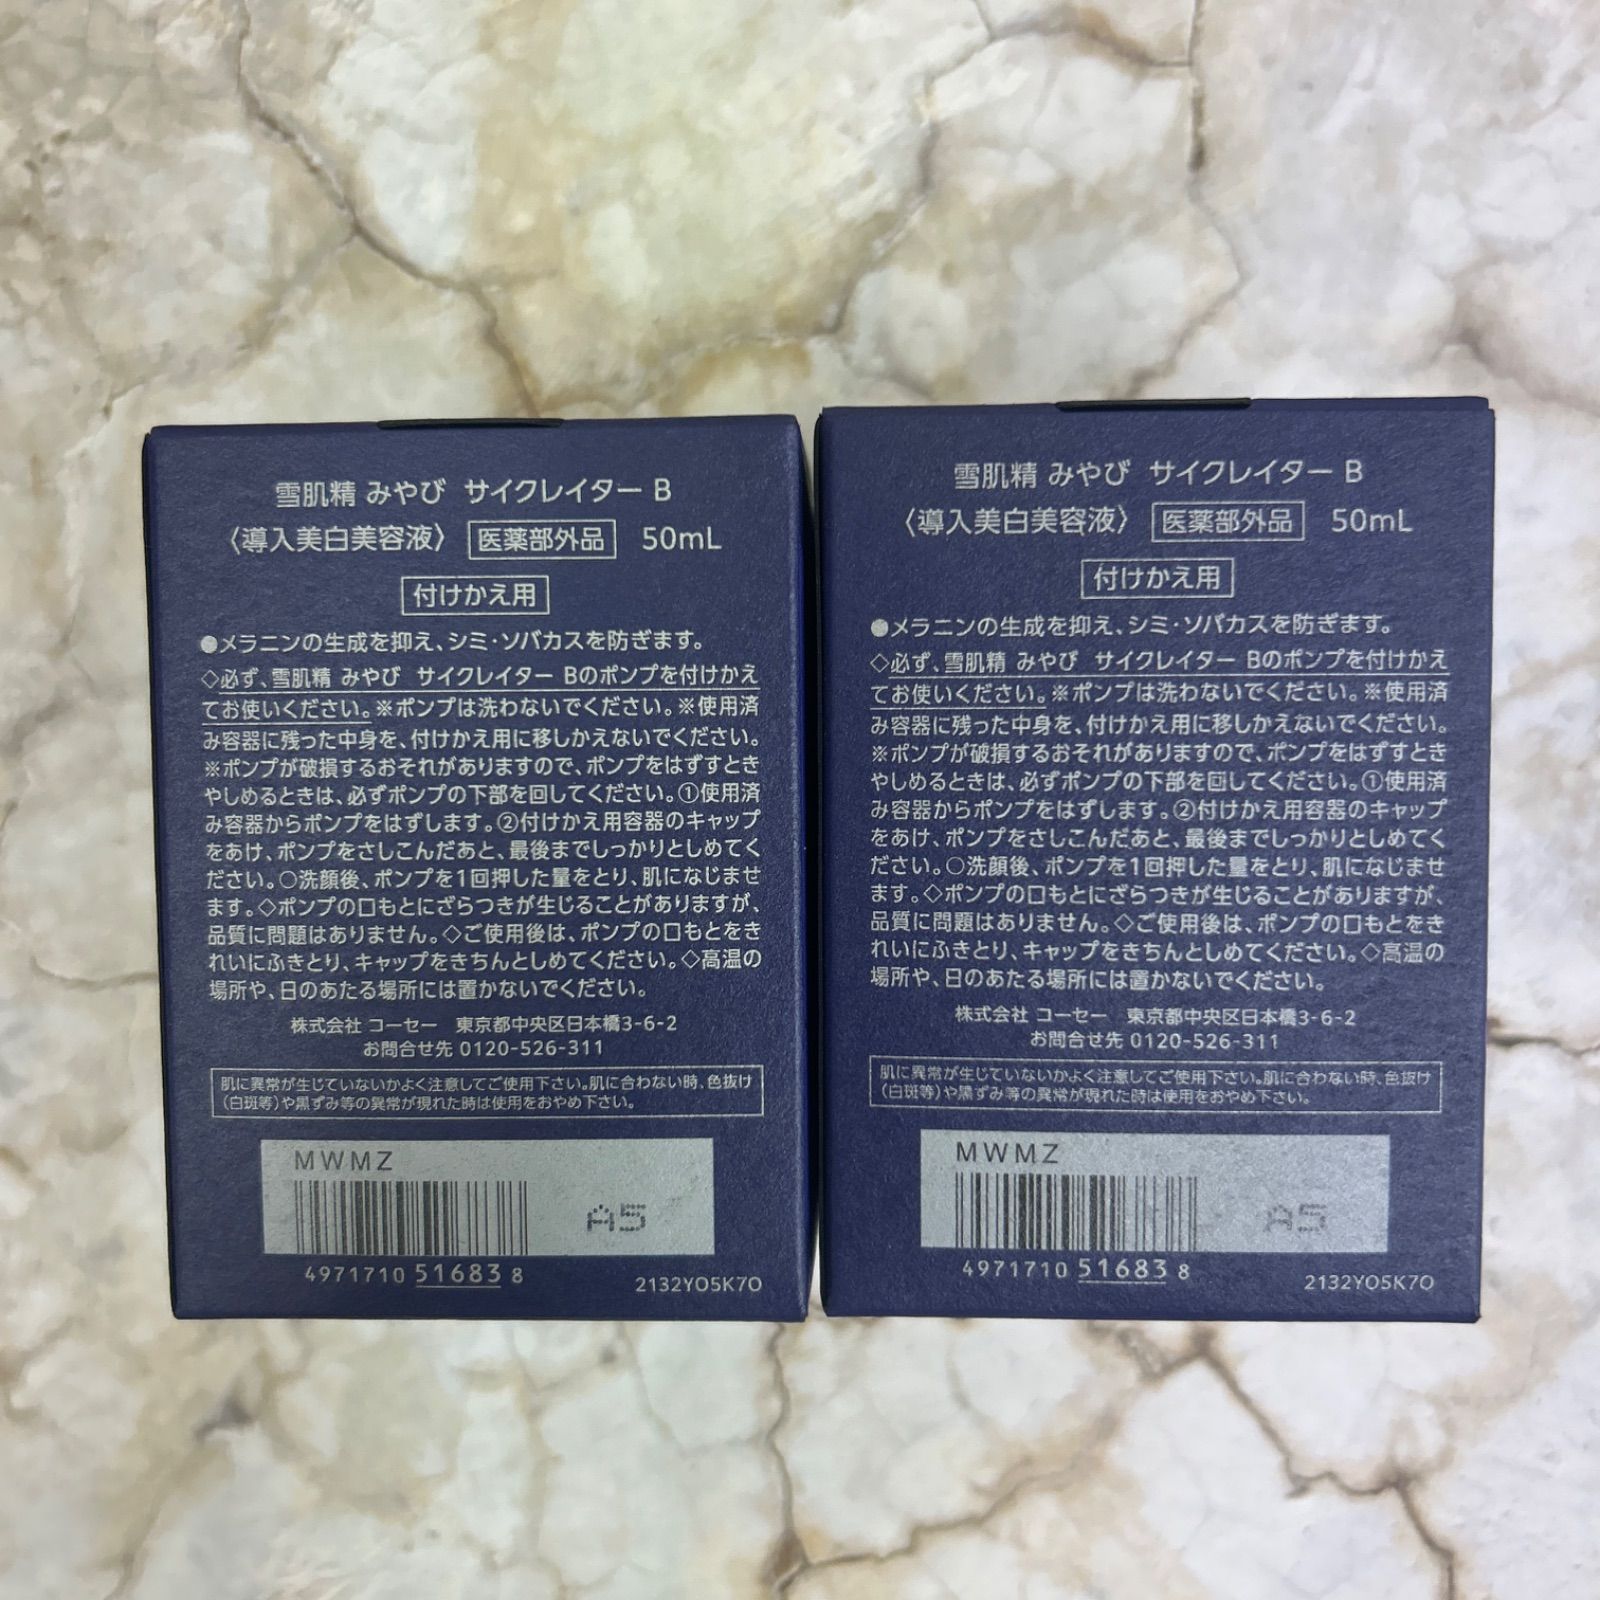 雪肌精 みやび サイクレイター B
〈導入美白美容液〉 医薬部外品 50mL
付けかえ用
●メラニンの生成を抑え、シミ・ソバカスを防ぎます。
◇必ず、雪肌精 みやび サイクレイター Bのポンプを付けかえ
てお使いください。※ポンプは洗わないでください。※使用済
み容器に残った中身を、付けかえ用に移しかえないでください。
※ポンプが破損するおそれがありますので、ポンプをはずすとき
やしめるときは、必ずポンプの下部を回してください。①使用済
み容器からポンプをはずします。②付けかえ用容器のキャップ
をあけ、ポンプをさしこんだあと、最後までしっかりとしめてく
ださい。○洗顔後、ポンプを1回押した量をとり、肌になじませ
ます。◇ポンプの口もとにざらつきが生じることがありますが、
品質に問題はありません。◇ご使用後は、ポンプの口もとをき
れいにふきとり、キャップをきちんとしめてください。◇高温の
場所や、日のあたる場所には置かないでください。
株式会社 コーセー 東京都中央区日本橋3-6-2
お問合せ先 0120-526-311
肌に異常が生じていないかよく注意してご使用下さい。肌に合わない時、色抜け
（白斑等）や黒ずみ等の異常が現れた時は使用をおやめ下さい。
MWMZ
A5
4971710 51683 8
2132YO5K7O
雪肌精 みやび サイクレイター B
〈導入美白美容液〉 医薬部外品 50mL
付けかえ用
●メラニンの生成を抑え、シミ・ソバカスを防ぎます。
◇必ず、雪肌精 みやび サイクレイター Bのポンプを付けかえ
てお使いください。※ポンプは洗わないでください。※使用済
み容器に残った中身を、付けかえ用に移しかえないでください。
※ポンプが破損するおそれがありますので、ポンプをはずすとき
やしめるときは、必ずポンプの下部を回してください。①使用済
み容器からポンプをはずします。②付けかえ用容器のキャップ
をあけ、ポンプをさしこんだあと、最後までしっかりとしめてく
ださい。○洗顔後、ポンプを1回押した量をとり、肌になじませ
ます。◇ポンプの口もとにざらつきが生じることがありますが、
品質に問題はありません。◇ご使用後は、ポンプの口もとをき
れいにふきとり、キャップをきちんとしめてください。◇高温の
場所や、日のあたる場所には置かないでください。
株式会社 コーセー 東京都中央区日本橋3-6-2
お問合せ先 0120-526-311
肌に異常が生じていないかよく注意してご使用下さい。肌に合わない時、色抜け
（白斑等）や黒ずみ等の異常が現れた時は使用をおやめ下さい。
MWMZ
A5
4971710 51683 8
2132YO5K7O